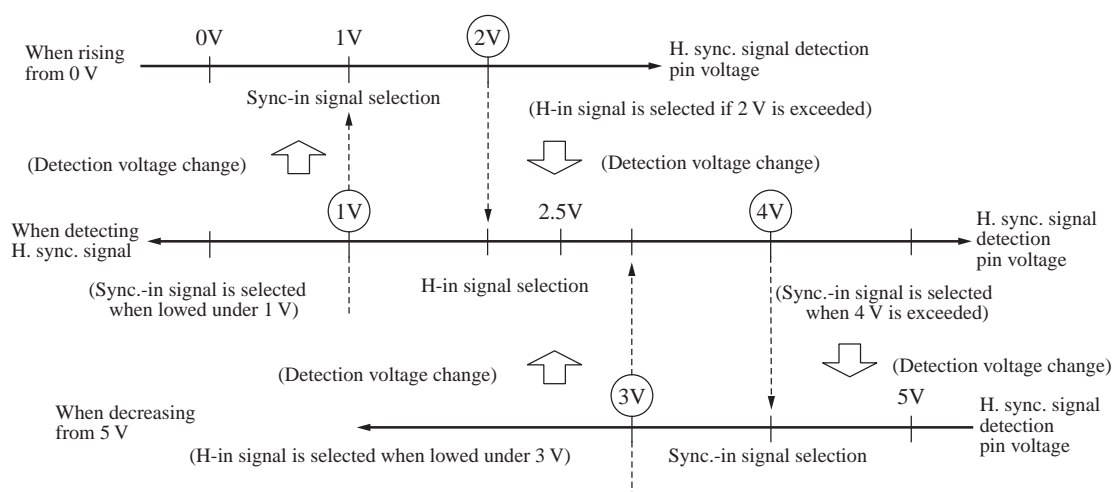 0V
1V
2V
When rising
from 0 V
H. sync. signal detection
pin voltage
Sync-in signal selection
(H-in signal is selected if 2 V is exceeded)
(Detection voltage change)
(Detection voltage change)
1V
2.5V
4V
When detecting
H. sync. signal
H. sync. signal
detection
pin voltage
(Sync.-in signal is selected
when lowed under 1 V)
H-in signal selection
(Sync.-in signal is selected
when 4 V is exceeded)
(Detection voltage change)
(Detection voltage change)
3V
5V
When decreasing
from 5 V
H. sync. signal
detection
pin voltage
(H-in signal is selected when lowed under 3 V)
Sync.-in signal selection